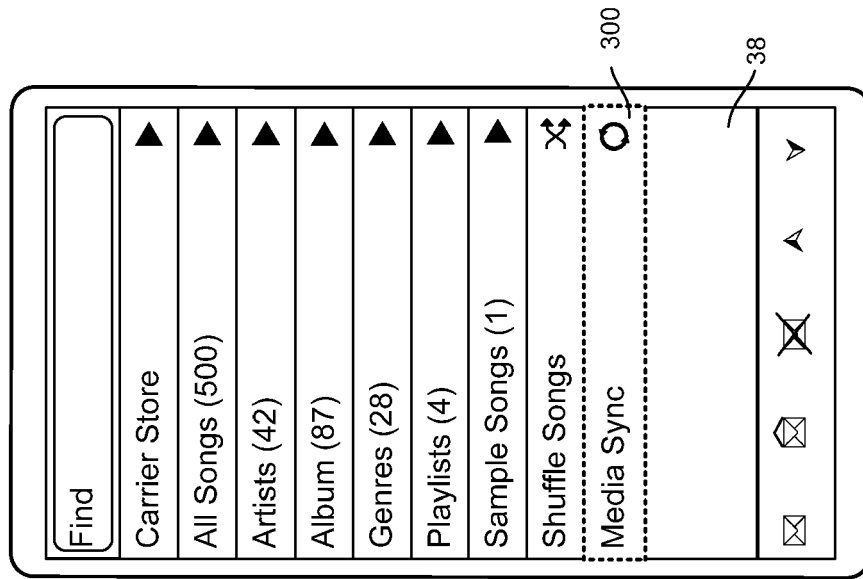 Find
Carrier Store
All Songs (500)
Artists (42)
Album (87)
Genres (28)
Playlists (4)
Sample Songs (1)
Shuffle Songs
Media Sync
300
38